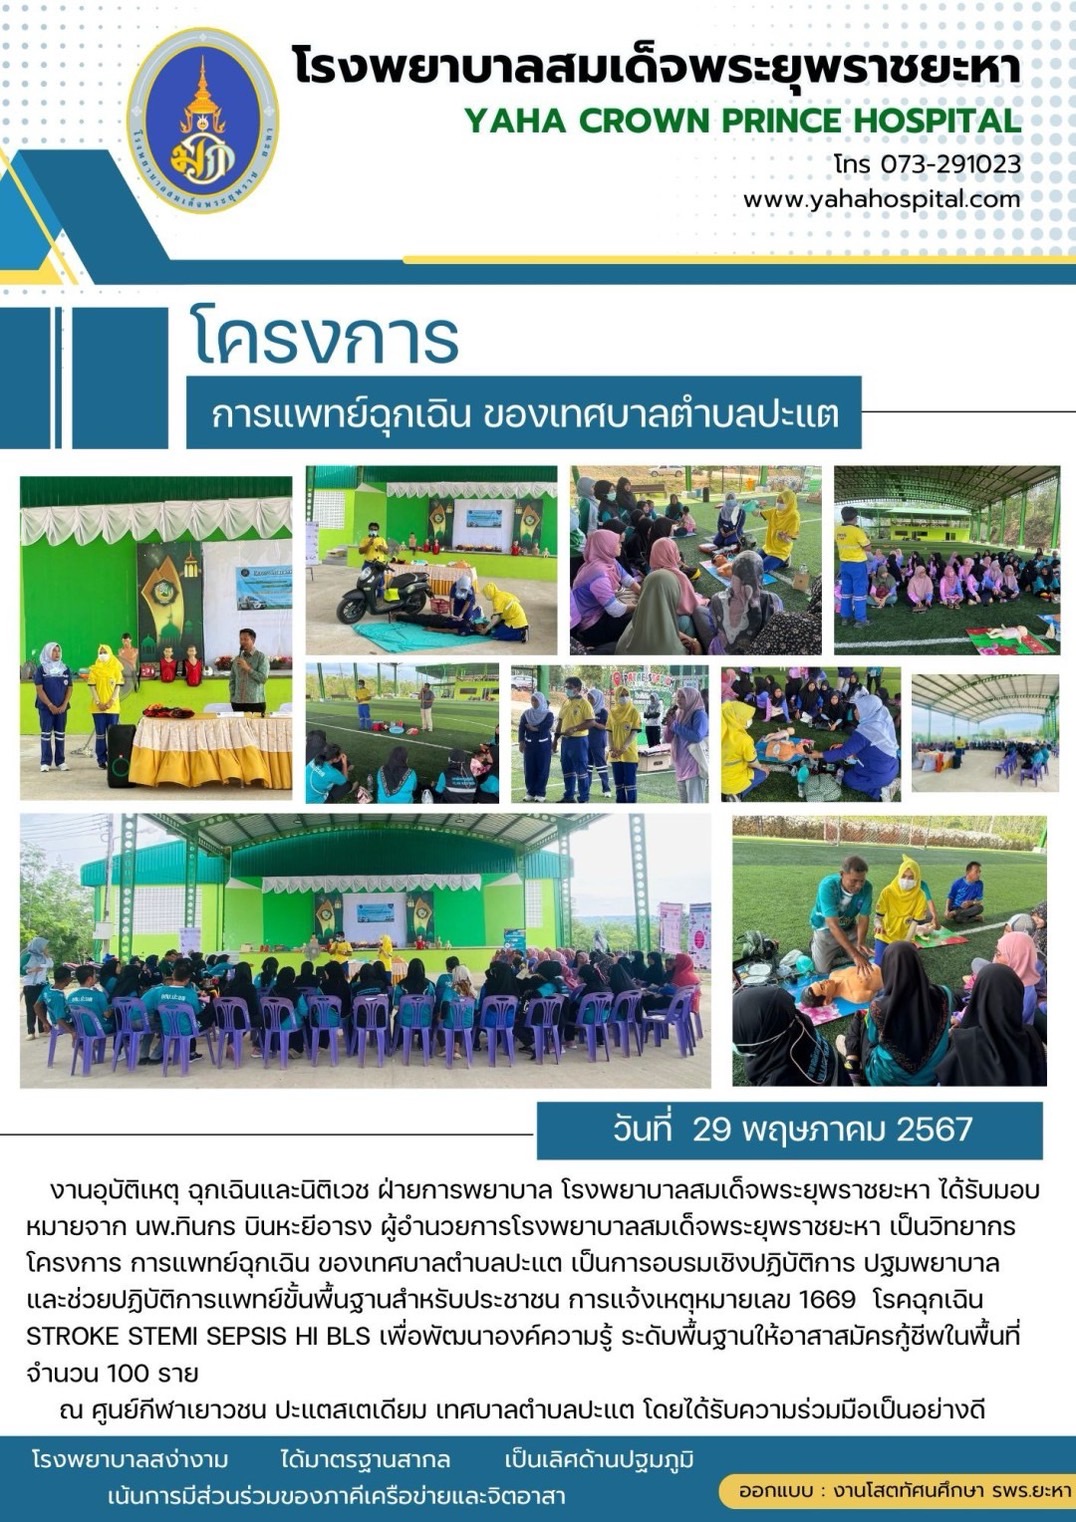 โรงพยาบาลสมเด็จพระยุพราชยะหา
YAHA CROWN PRINCE HOSPITAL
โทร 073-291023
www.yahahospital.com
โครงการ
การแพทย์ฉุกเฉิน ของเทศบาลตำบลปะแต
วันที่ 29 พฤษภาคม 2567
งานอุบัติเหตุ ฉุกเฉินและนิติเวช ฝ่ายการพยาบาล โรงพยาบาลสมเด็จพระยุพราชยะหา ได้รับมอบ
หมายจาก นพ.ทินกร บินหะยีอารง ผู้อำนวยการโรงพยาบาลสมเด็จพระยุพราชยะหา เป็นวิทยากร
โครงการ การแพทย์ฉุกเฉิน ของเทศบาลตำบลปะแต เป็นการอบรมเชิงปฏิบัติการ ปฐมพยาบาล
และช่วยปฏิบัติการแพทย์ขั้นพื้นฐานสำหรับประชาชน การแจ้งเหตุหมายเลข 1669 โรคฉุกเฉิน
STROKE STEMI SEPSIS HI BLS เพื่อพัฒนาองค์ความรู้ ระดับพื้นฐานให้อาสาสมัครกู้ชีพในพื้นที่
จำนวน 100 ราย
ณ ศูนย์กีฬาเยาวชน ปะแตสเตเดียม เทศบาลตำบลปะแต โดยได้รับความร่วมมือเป็นอย่างดี
โรงพยาบาลสง่างาม ได้มาตรฐานสากล เป็นเลิศด้านปฐมภูมิ
เน้นการมีส่วนร่วมของภาคีเครือข่ายและจิตอาสา
ออกแบบ : งานโสตทัศนศึกษา รพร.ยะหา